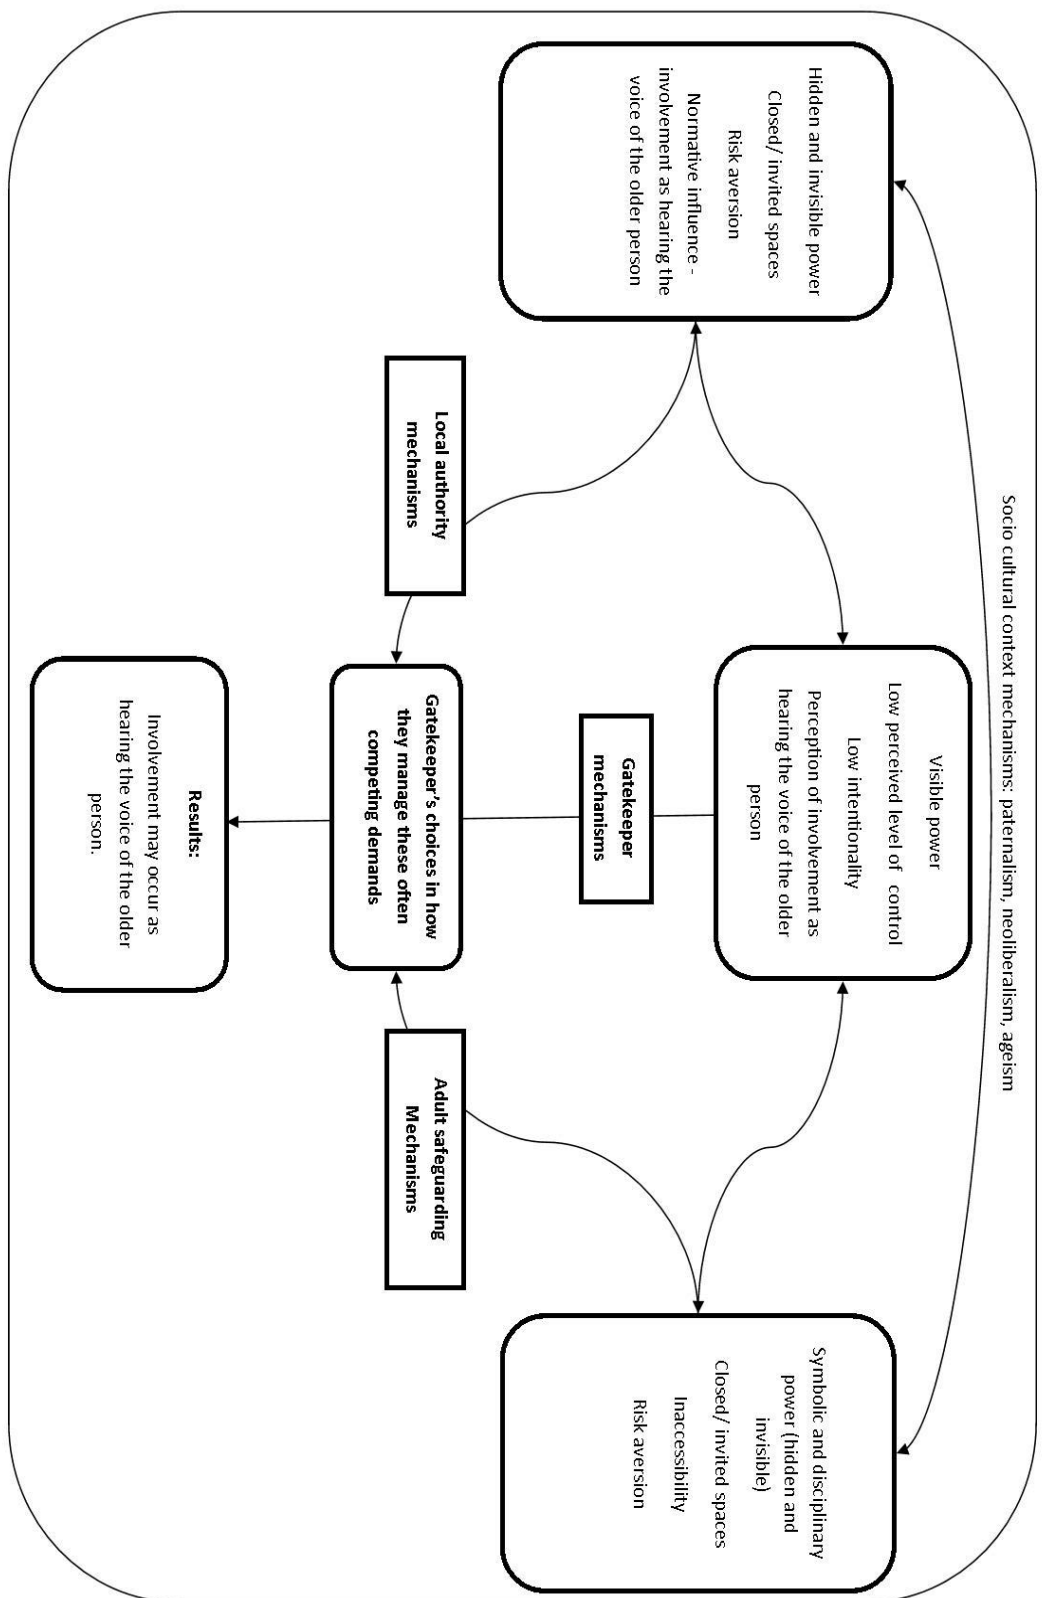 Socio cultural context mechanisms: paternalism, neoliberalism, ageism
Hidden and invisible power
Closed/ invited spaces
Risk aversion
Normative influence -
involvement as hearing the
voice of the older person
Visible power
Low perceived level of control
Low intentionality
Perception of involvement as
hearing the voice of the older
person
Symbolic and disciplinary
power (hidden and
invisible)
Closed/ invited spaces
Inaccessibility
Risk aversion
Local authority
mechanisms
Gatekeeper
mechanisms
Adult safeguarding
Mechanisms
Gatekeeper's choices in how
they manage these often
competing demands
Results:
Involvement may occur as
hearing the voice of the older
person.